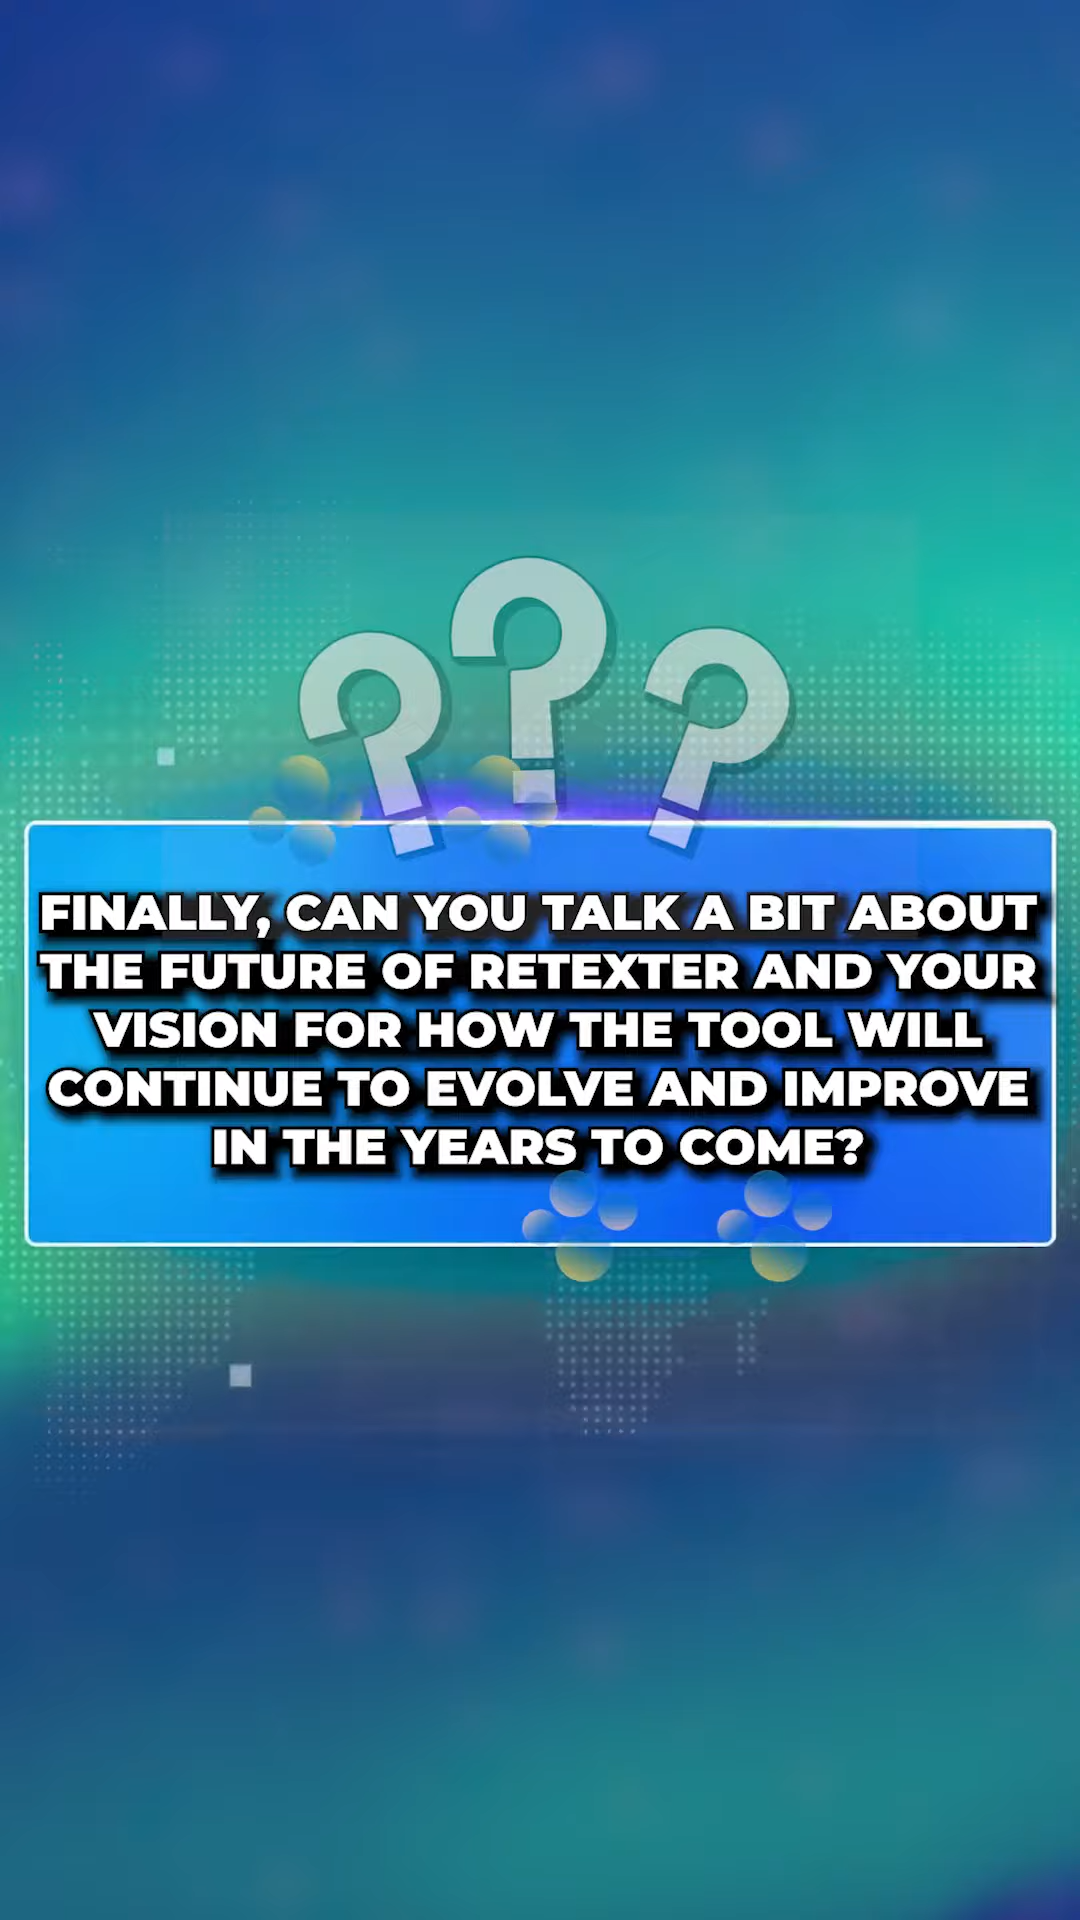 FINALLY, CAN YOU TALK A BIT ABOUT
THE FUTURE OF RETEXTER AND YOUR
VISION FOR HOW THE TOOL WILL
CONTINUE TO EVOLVE AND IMPROVE
IN THE YEARS TO COME?